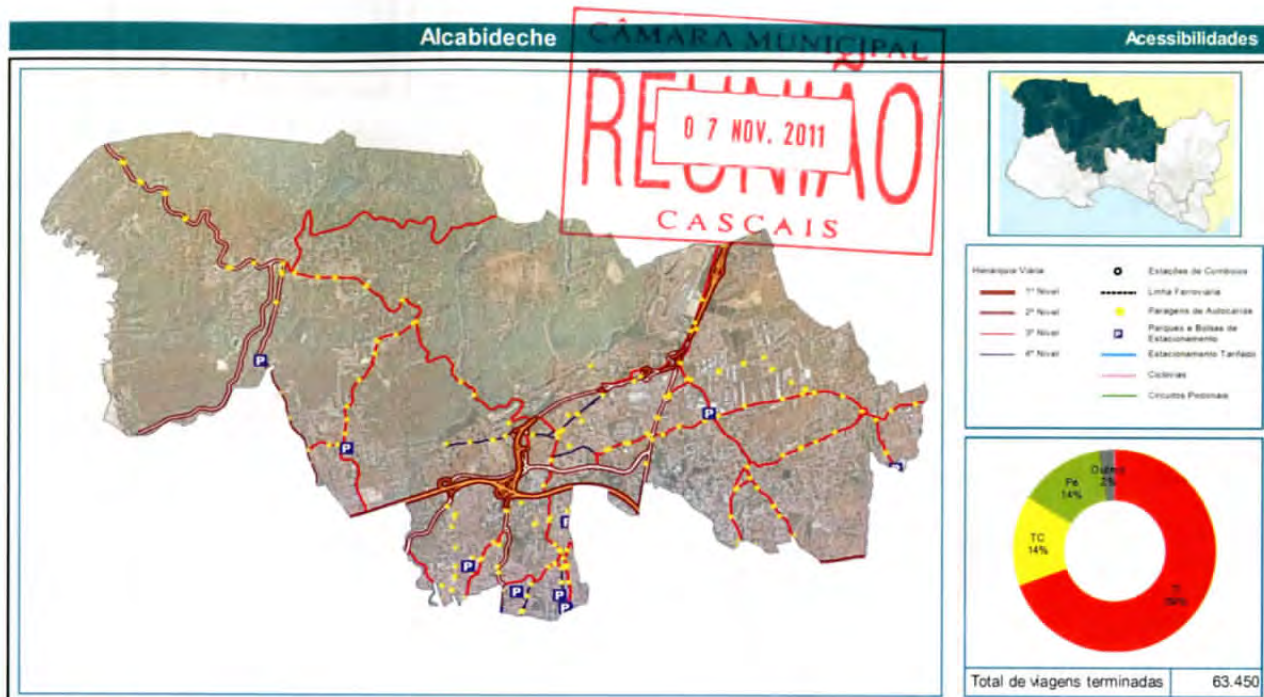 Alcabideche
Acessibilidades
CÂMARA MUNICIPAL
REUNIÃO
07 NOV. 2011
CASCAIS
P
P
P
P
P
P
P
P
Hierarquia Viária
1º Nível
2º Nível
3º Nível
4º Nível
Estações de Comboios
Linha Ferroviária
Paragens de Autocarros
P
Parques e Bolsas de
Estacionamento
Estacionamento Tarifado
Ciclovias
Circuitos Pedonais
Outros
2%
Pé
14%
TC
14%
TI
Total de viagens terminadas
63.450